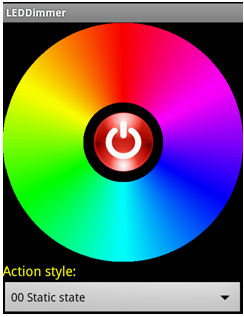 LEDDimmer
Action style:
00 Static state